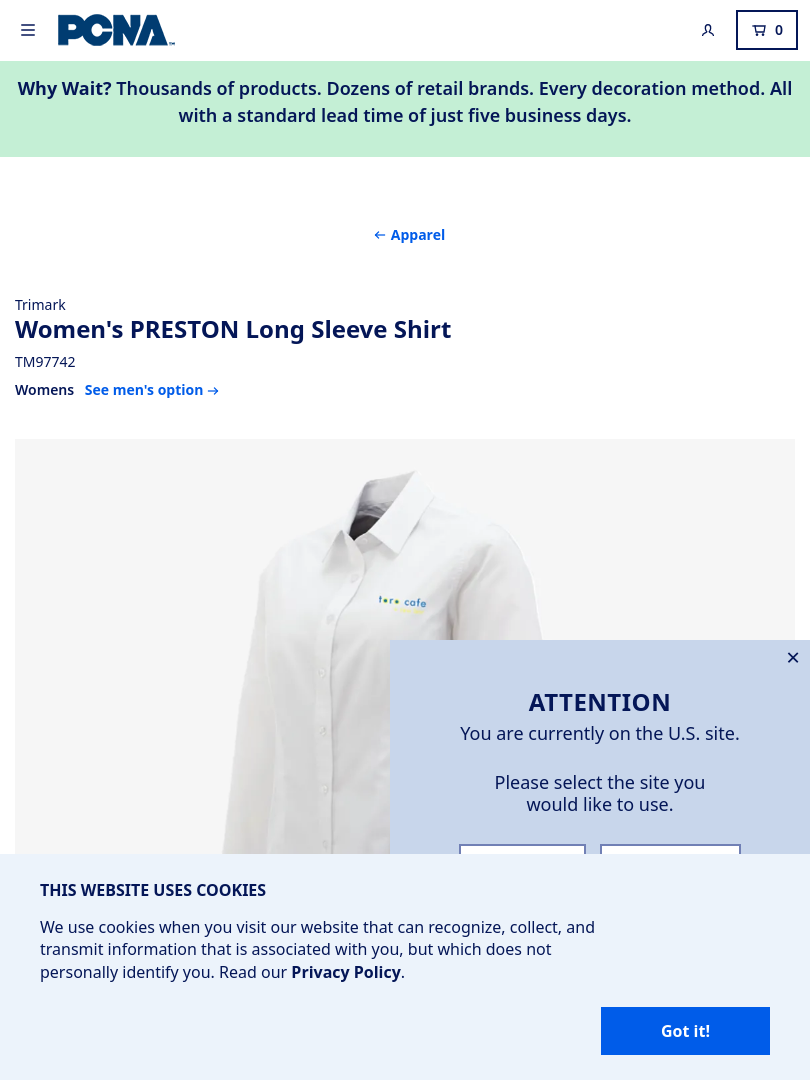 PCNA
0
Why Wait? Thousands of products. Dozens of retail brands. Every decoration method. All
with a standard lead time of just five business days.
← Apparel
Trimark
Women's PRESTON Long Sleeve Shirt
TM97742
Womens See men's option →
toro cafe
ATTENTION
You are currently on the U.S. site.
Please select the site you
would like to use.
THIS WEBSITE USES COOKIES
We use cookies when you visit our website that can recognize, collect, and
transmit information that is associated with you, but which does not
personally identify you. Read our Privacy Policy.
Got it!